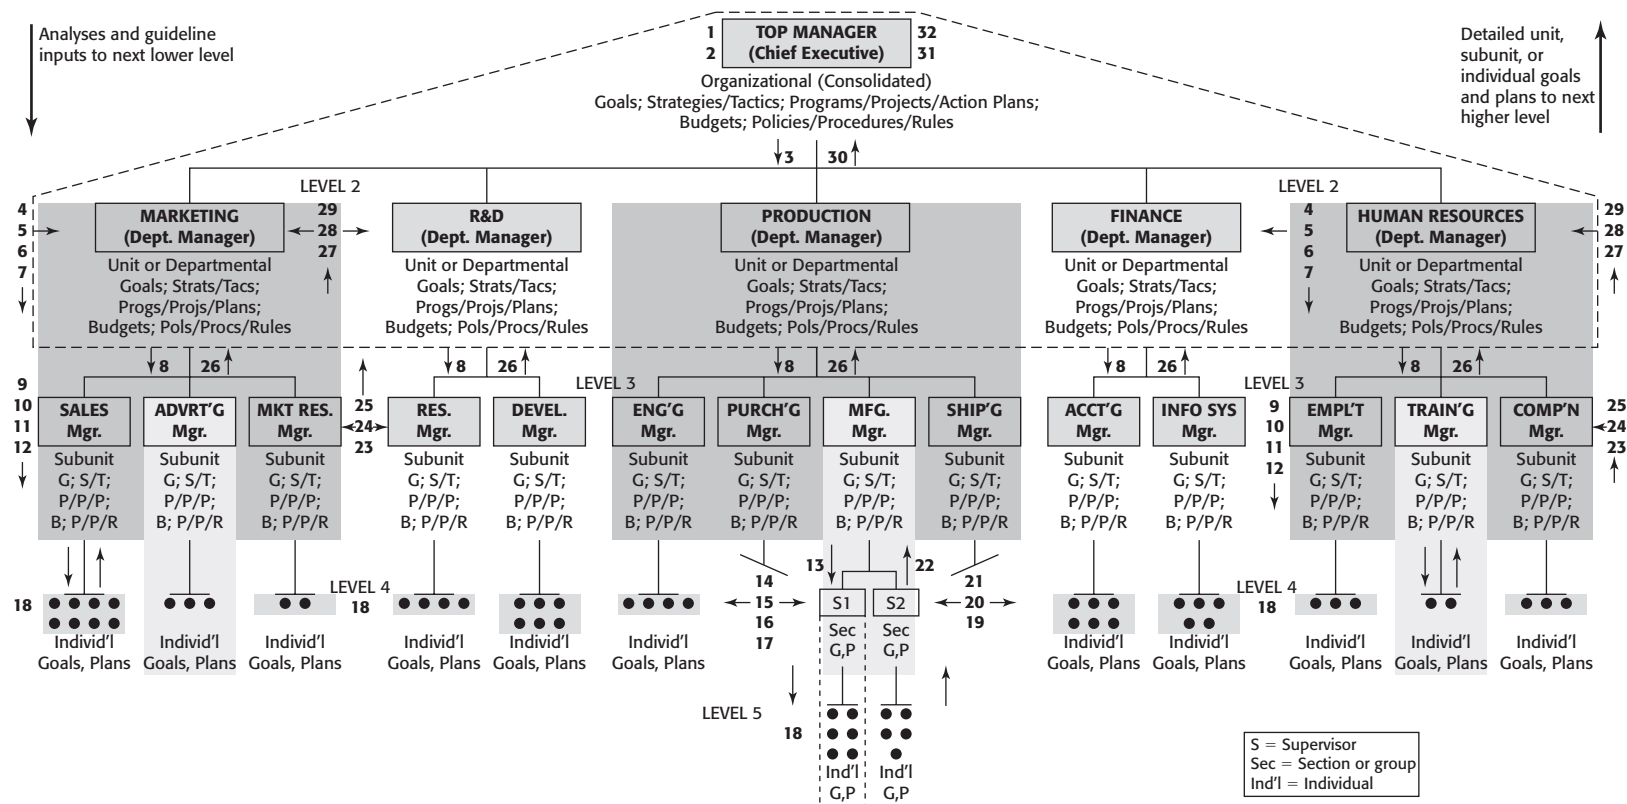 Analyses and guideline
inputs to next lower level
1
2
TOP MANAGER
(Chief Executive)
32
31
Detailed unit,
subunit, or
individual goals
and plans to next
higher level
Organizational (Consolidated)
Goals; Strategies/Tactics; Programs/Projects/Action Plans;
Budgets; Policies/Procedures/Rules
3
30
LEVEL 2
LEVEL 2
4
5
6
7
MARKETING
(Dept. Manager)
Unit or Departmental
Goals; Strats/Tacs;
Progs/Projs/Plans;
Budgets; Pols/Procs/Rules
29
28
27
R&D
(Dept. Manager)
Unit or Departmental
Goals; Strats/Tacs;
Progs/Projs/Plans;
Budgets; Pols/Procs/Rules
PRODUCTION
(Dept. Manager)
Unit or Departmental
Goals; Strats/Tacs;
Progs/Projs/Plans;
Budgets; Pols/Procs/Rules
FINANCE
(Dept. Manager)
Unit or Departmental
Goals; Strats/Tacs;
Progs/Projs/Plans;
Budgets; Pols/Procs/Rules
4
5
6
7
HUMAN RESOURCES
(Dept. Manager)
Unit or Departmental
Goals; Strats/Tacs;
Progs/Projs/Plans;
Budgets; Pols/Procs/Rules
29
28
27
8
26
8
26
8
26
8
26
8
26
LEVEL 3
LEVEL 3
9
10
11
12
SALES
Mgr.
Subunit
G; S/T;
P/P/P;
B; P/P/R
ADVRT'G
Mgr.
Subunit
G; S/T;
P/P/P;
B; P/P/R
MKT RES.
Mgr.
Subunit
G; S/T;
P/P/P;
B; P/P/R
25
24
23
RES.
Mgr.
Subunit
G; S/T;
P/P/P;
B; P/P/R
DEVEL.
Mgr.
Subunit
G; S/T;
P/P/P;
B; P/P/R
ENG'G
Mgr.
Subunit
G; S/T;
P/P/P;
B; P/P/R
PURCH'G
Mgr.
Subunit
G; S/T;
P/P/P;
B; P/P/R
MFG.
Mgr.
Subunit
G; S/T;
P/P/P;
B; P/P/R
SHIP'G
Mgr.
Subunit
G; S/T;
P/P/P;
B; P/P/R
ACCT'G
Mgr.
Subunit
G; S/T;
P/P/P;
B; P/P/R
INFO SYS
Mgr.
Subunit
G; S/T;
P/P/P;
B; P/P/R
9
10
11
12
EMPL'T
Mgr.
Subunit
G; S/T;
P/P/P;
B; P/P/R
TRAIN'G
Mgr.
Subunit
G; S/T;
P/P/P;
B; P/P/R
COMP'N
Mgr.
Subunit
G; S/T;
P/P/P;
B; P/P/R
25
24
23
18
Individ'l
Goals, Plans
Individ'l
Goals, Plans
Individ'l
Goals, Plans
LEVEL 4
18
Individ'l
Goals, Plans
Individ'l
Goals, Plans
Individ'l
Goals, Plans
14
15
16
17
13
22
S1
Sec
G,P
S2
Sec
G,P
21
20
19
Individ'l
Goals, Plans
Individ'l
Goals, Plans
LEVEL 4
18
Individ'l
Goals, Plans
Individ'l
Goals, Plans
Individ'l
Goals, Plans
LEVEL 5
18
Ind'l
G,P
Ind'l
G,P
S = Supervisor
Sec = Section or group
Ind'l = Individual